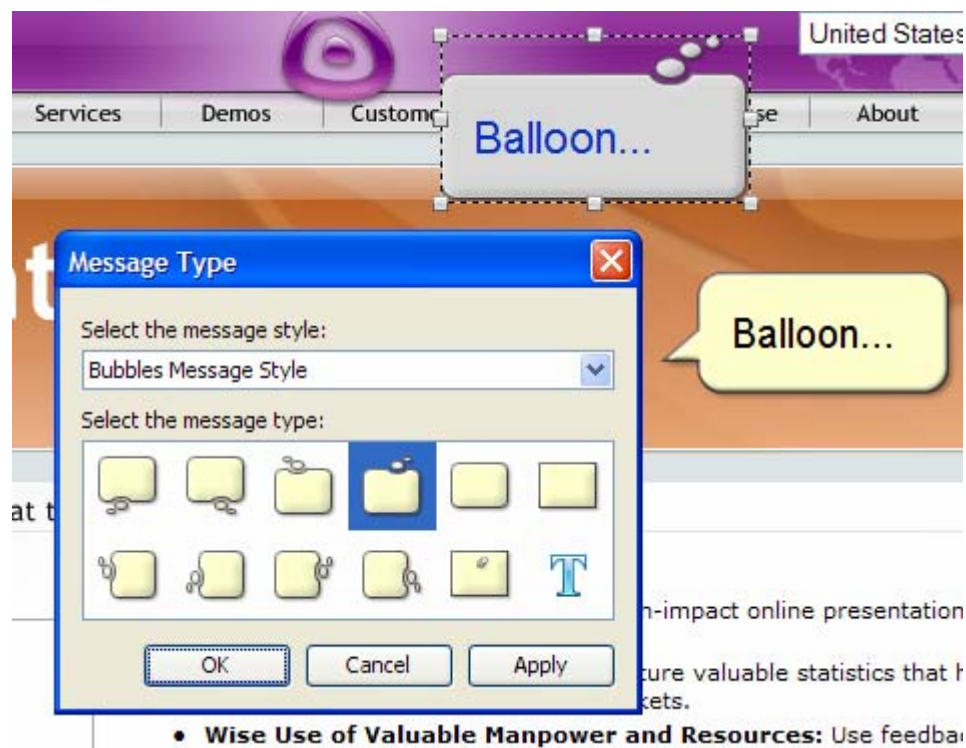 United States
Services
Demos
Custome
se
About
Balloon...
Message Type
Select the message style:
Bubbles Message Style
Balloon...
Select the message type:
at t
T
OK
Cancel
Apply
n-impact online presentation
ture valuable statistics that h
kets.
• Wise Use of Valuable Manpower and Resources: Use feedba